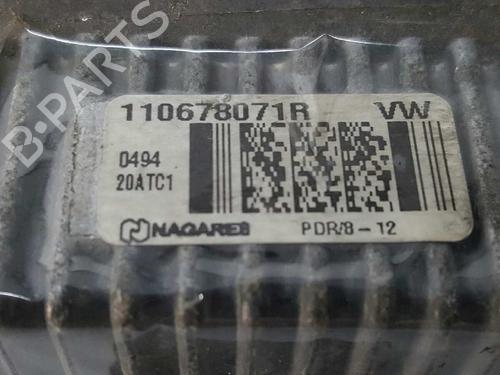 B-PARTS
110678071R VW
0494
20ATC1
NAGARES PDR/8-12